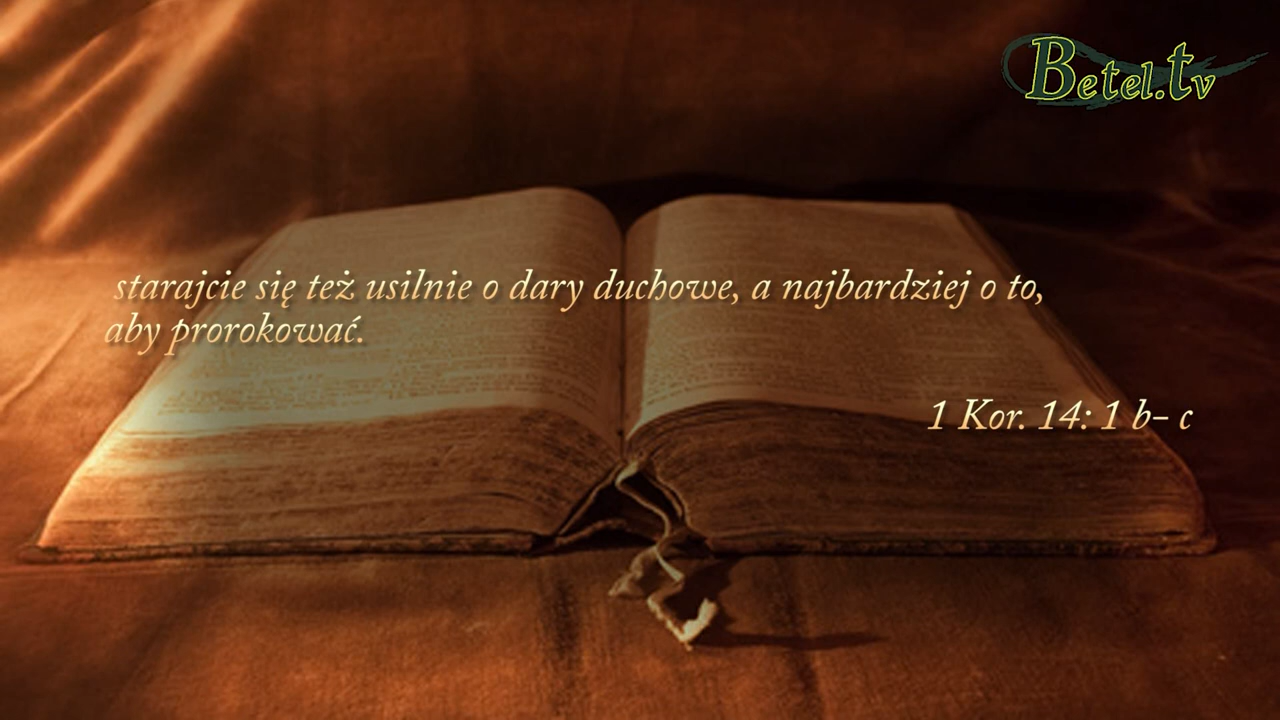 Betel.tv
starajcie się też usilnie o dary duchowe, a najbardziej o to,
aby prorokować.
1 Kor. 14: 1 b– c